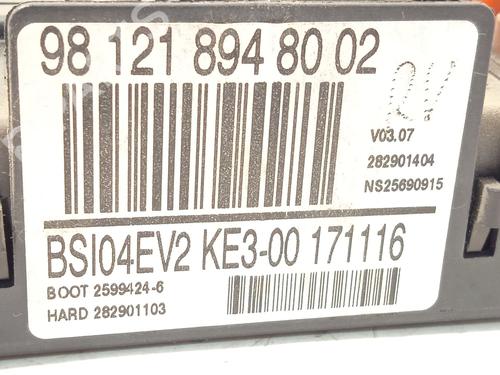 98 121 894 80 02
V03.07
282901404
NS25690915
BSI04EV2 KE3-00 171116
BOOT 2599424-6
HARD 282901103